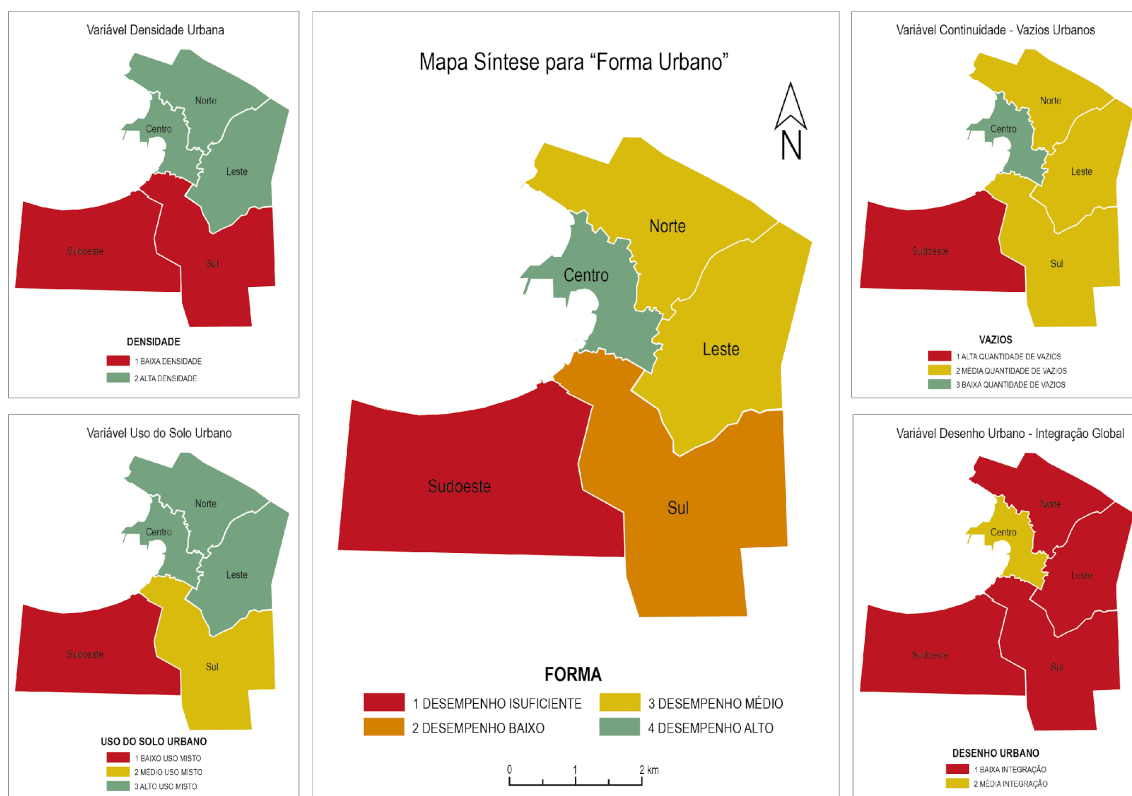 Variável Densidade Urbana
Norte
Centro
Leste
Sudoeste
Sul
DENSIDADE
1 BAIXA DENSIDADE
2 ALTA DENSIDADE
Variável Uso do Solo Urbano
Norte
Centro
Leste
Sudoeste
Sul
USO DO SOLO URBANO
1 BAIXO USO MISTO
2 MÉDIO USO MISTO
3 ALTO USO MISTO
Mapa Síntese para “Forma Urbano”
N
Norte
Centro
Leste
Sudoeste
Sul
FORMA
1 DESEMPENHO ISUFICIENTE
2 DESEMPENHO BAIXO
3 DESEMPENHO MÉDIO
4 DESEMPENHO ALTO
0 1 2 km
Variável Continuidade - Vazios Urbanos
Norte
Centro
Leste
Sudoeste
Sul
VAZIOS
1 ALTA QUANTIDADE DE VAZIOS
2 MÉDIA QUANTIDADE DE VAZIOS
3 BAIXA QUANTIDADE DE VAZIOS
Variável Desenho Urbano - Integração Global
Norte
Centro
Leste
Sudoeste
Sul
DESENHO URBANO
1 BAIXA INTEGRAÇÃO
2 MÉDIA INTEGRAÇÃO